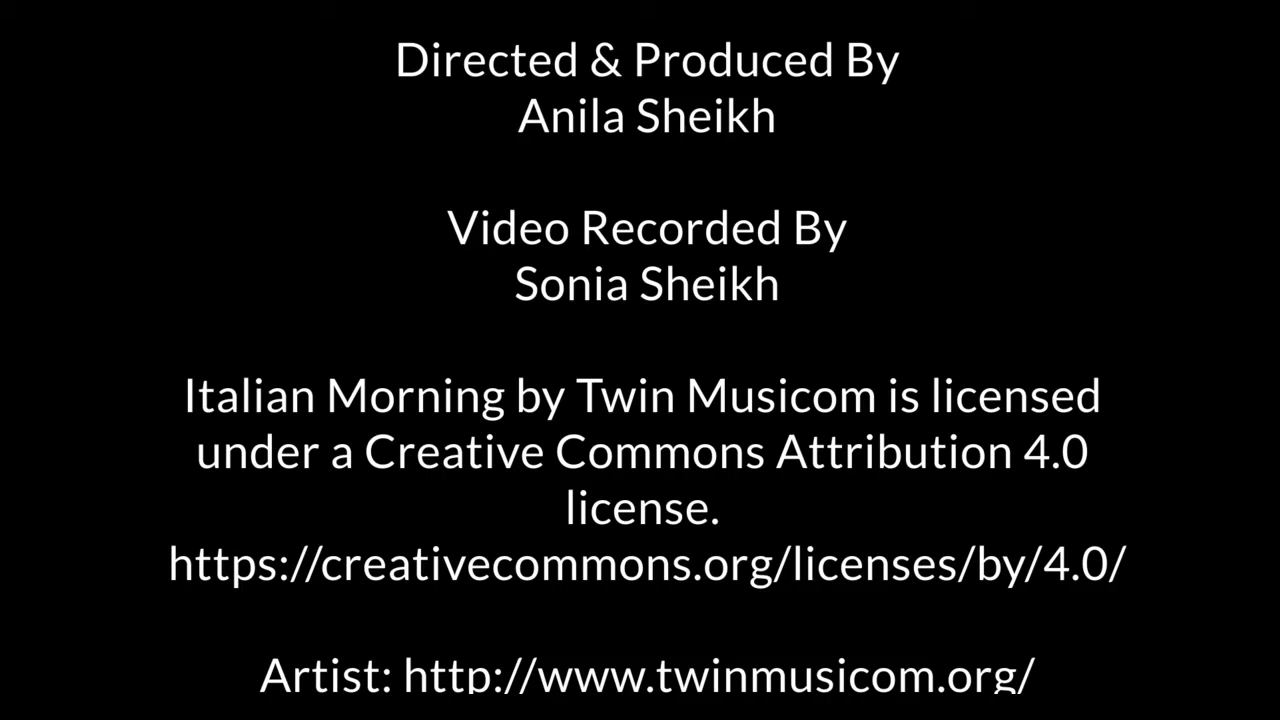 Directed & Produced By
Anila Sheikh
Video Recorded By
Sonia Sheikh
Italian Morning by Twin Musicom is licensed
under a Creative Commons Attribution 4.0
license.
https://creativecommons.org/licenses/by/4.0/
Artist: http://www.twinmusicom.org/